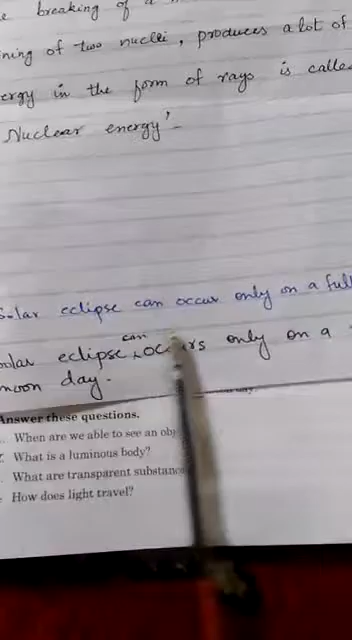 breaking of a
ning of two nuclei, produces a lot of
ergy in the form of rays is calle
Nuclear energy'-
Solar eclipse can occur only on a full
olar eclipse can occurs only on a
moon day.
Answer these questions.
When are we able to see an obj
What is a luminous body?
What are transparent substanc
How does light travel?